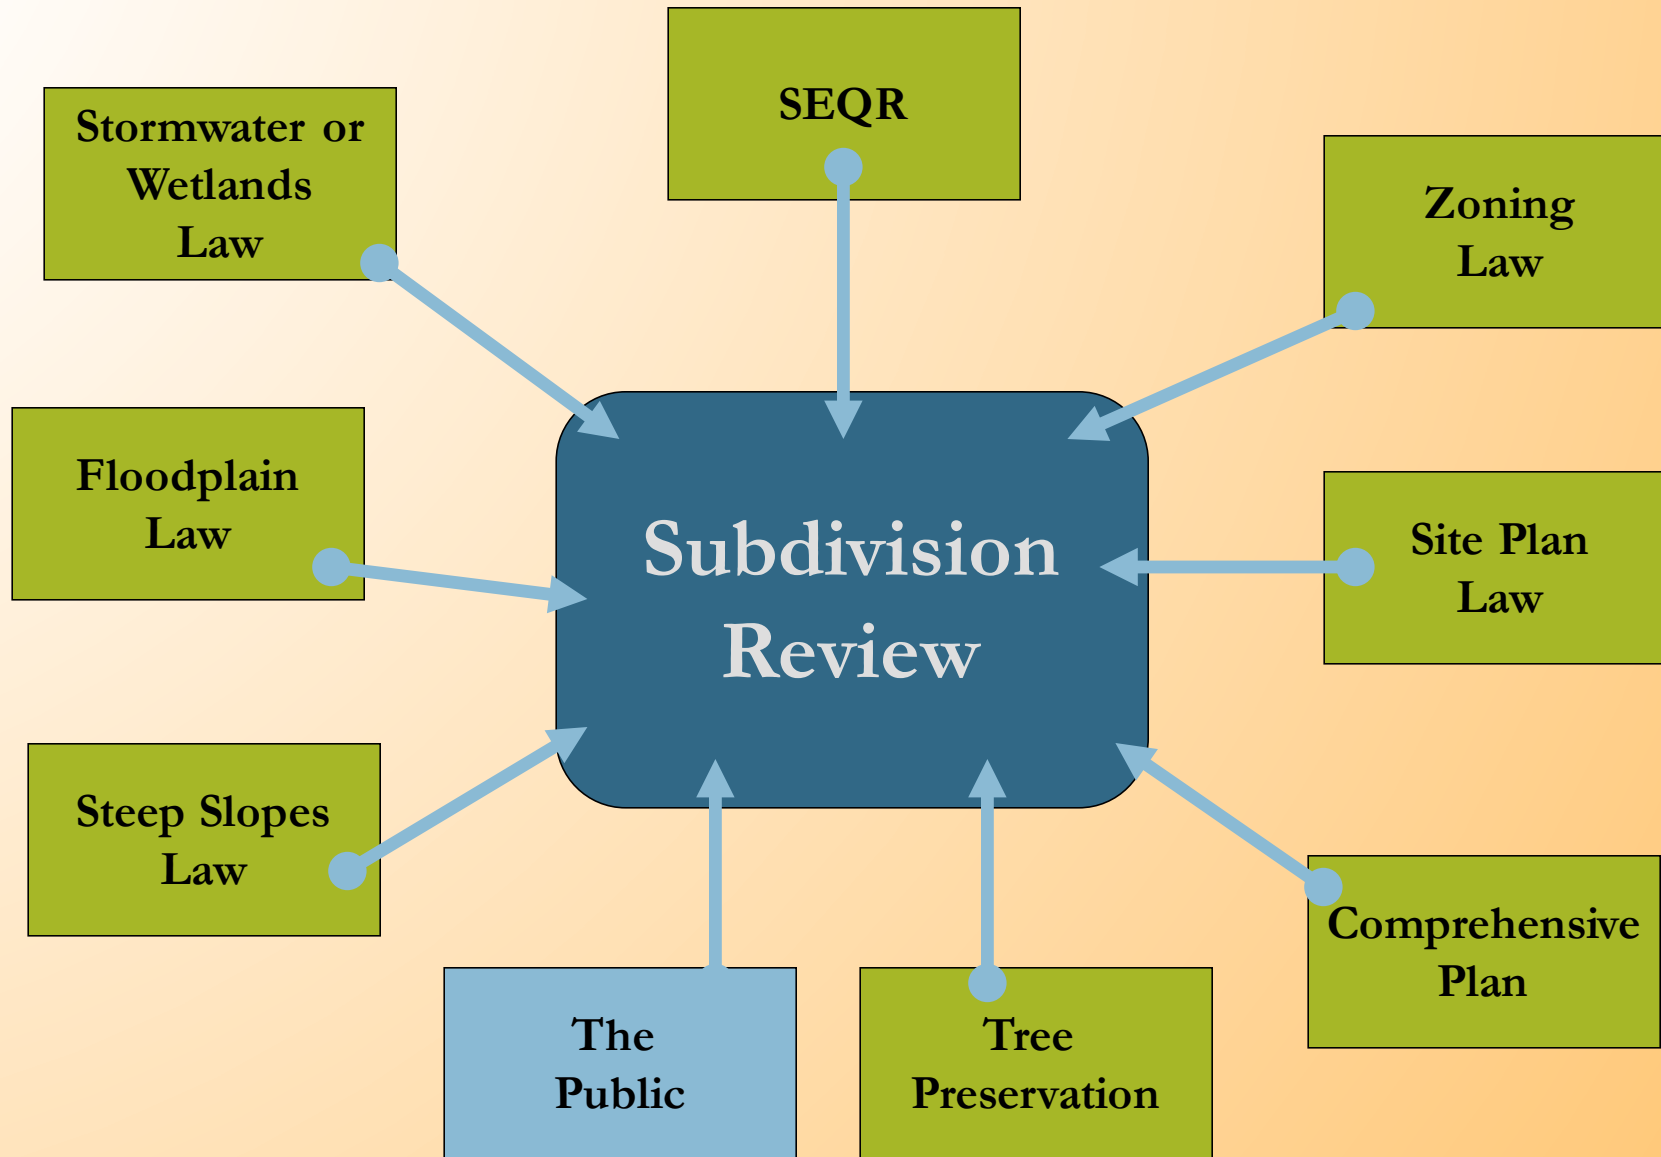 SEQR
Stormwater or
Wetlands
Law
Zoning
Law
Floodplain
Law
Subdivision
Review
Site Plan
Law
Steep Slopes
Law
Comprehensive
Plan
The
Public
Tree
Preservation